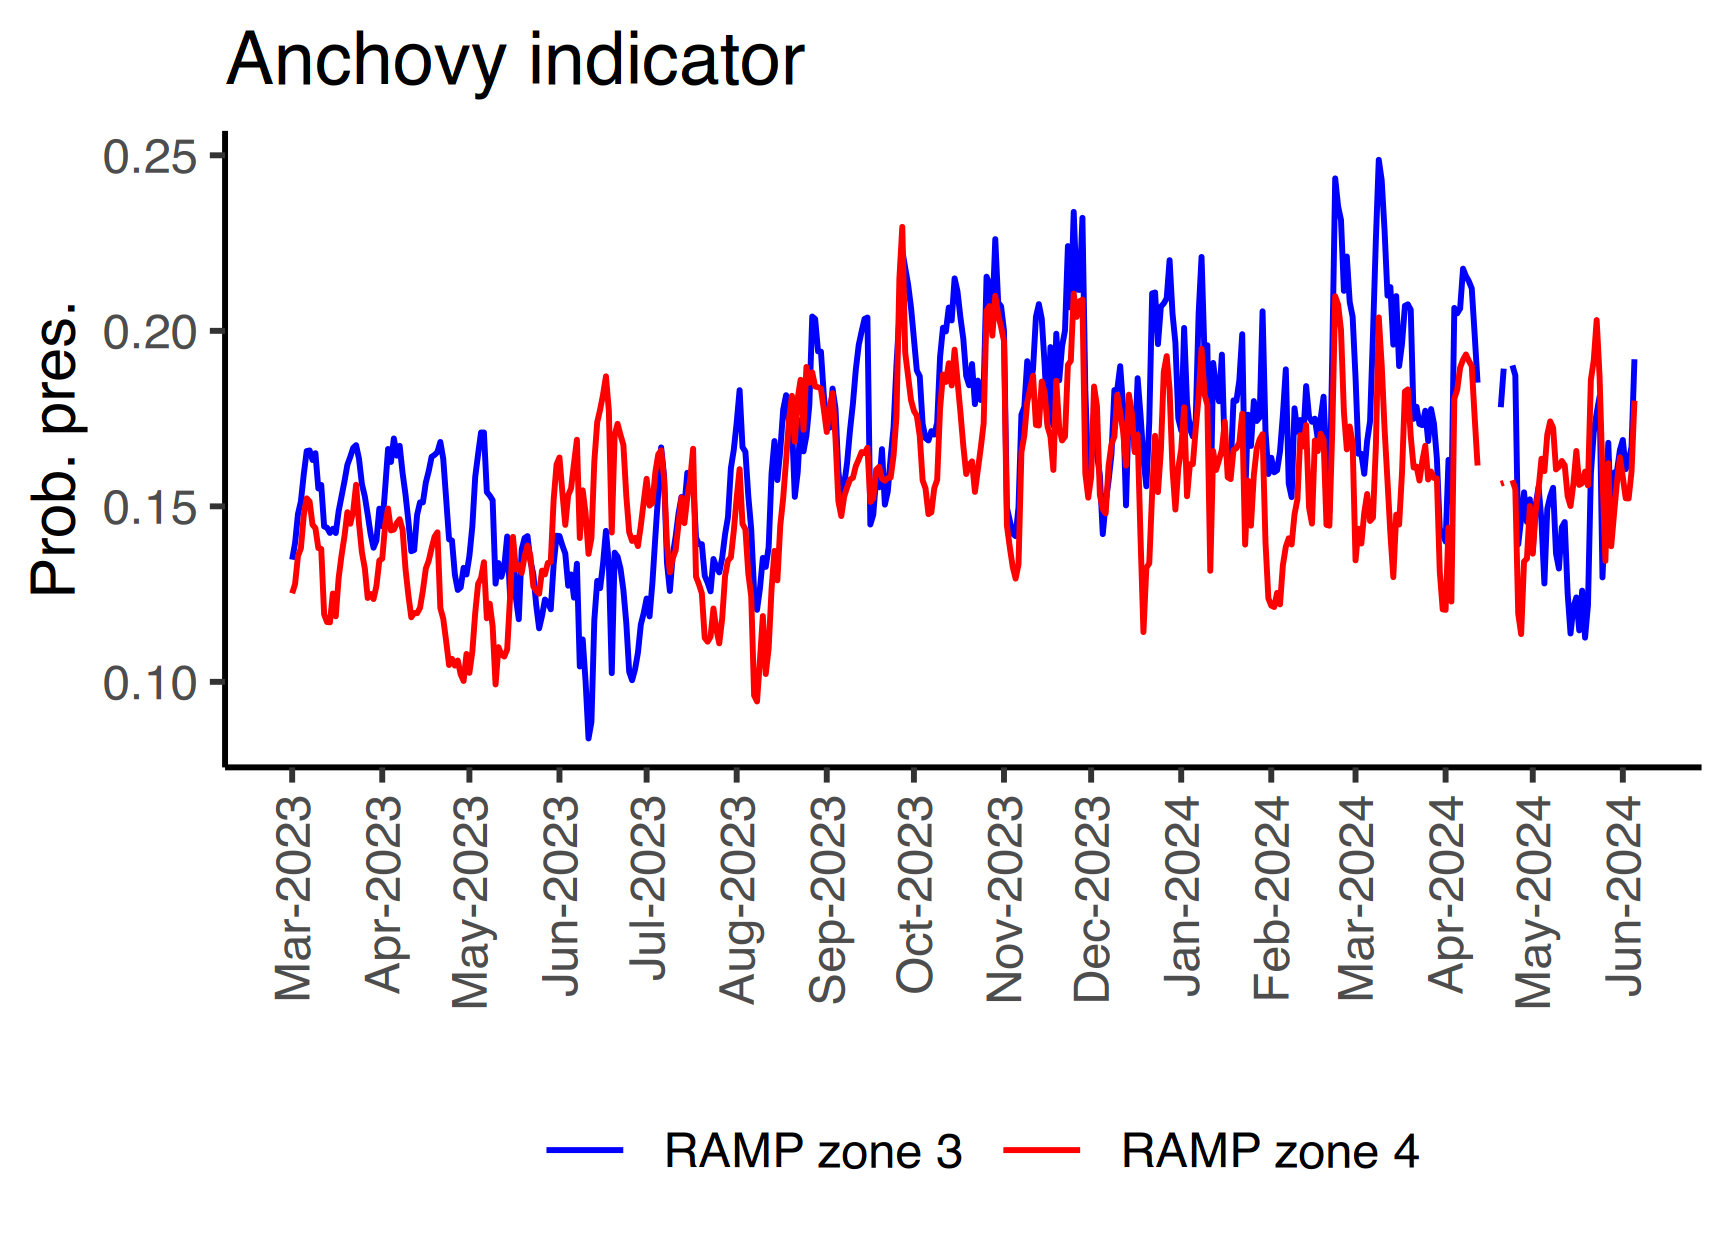 Anchovy indicator
Prob. pres.
0.25
0.20
0.15
0.10
Mar-2023
Apr-2023
May-2023
Jun-2023
Jul-2023
Aug-2023
Sep-2023
Oct-2023
Nov-2023
Dec-2023
Jan-2024
Feb-2024
Mar-2024
Apr-2024
May-2024
Jun-2024
RAMP zone 3
RAMP zone 4